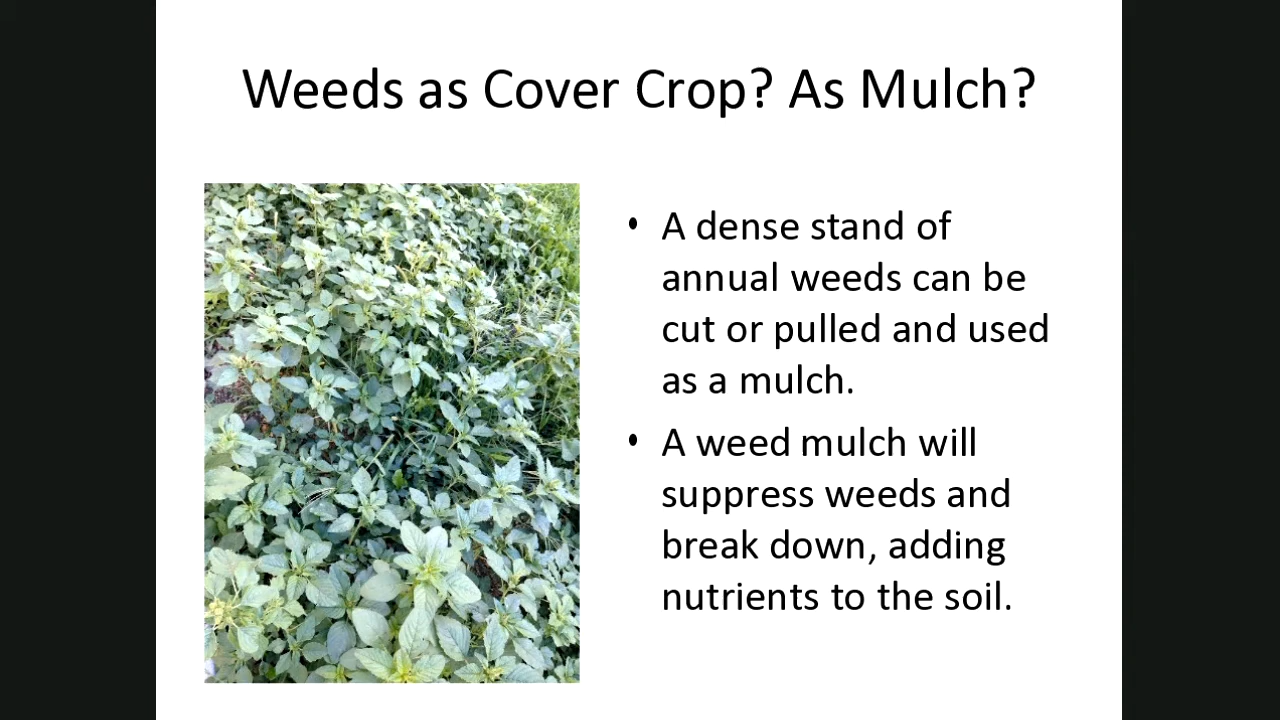 Weeds as Cover Crop? As Mulch?
• A dense stand of
annual weeds can be
cut or pulled and used
as a mulch.
• A weed mulch will
suppress weeds and
break down, adding
nutrients to the soil.